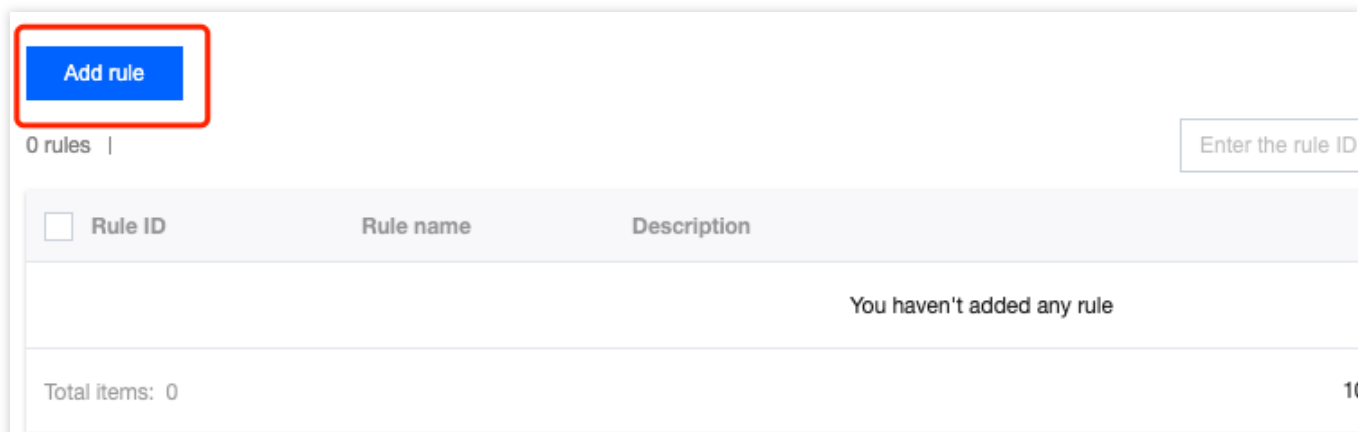 Add rule
0 rules |
Enter the rule ID
Rule ID Rule name Description
You haven't added any rule
Total items: 0
10